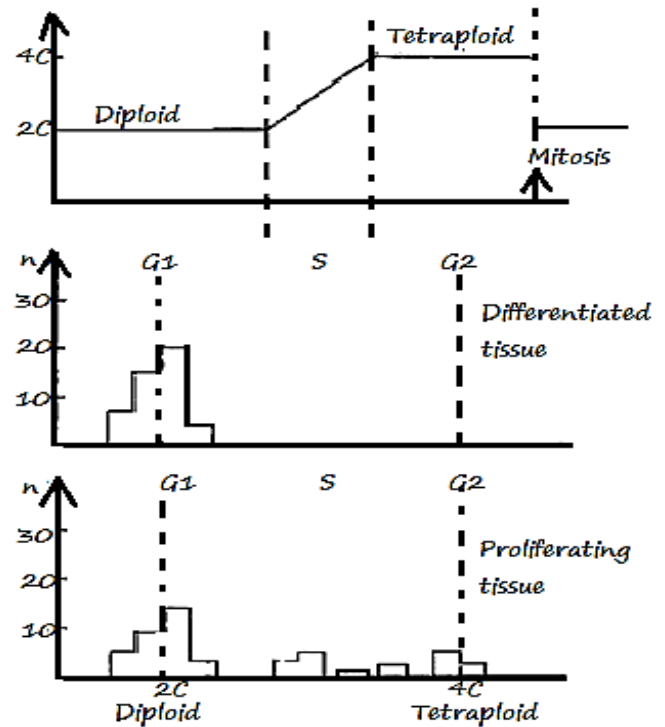 4C
Tetraploid
2C
Diploid
Mitosis
n
G1
S
G2
30
20
10
Differentiated
tissue
n
G1
S
G2
30
20
10
Proliferating
tissue
2C
4C
Diploid
Tetraploid